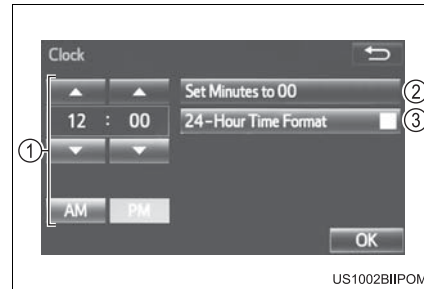 Clock
Set Minutes to 00 2
12 : 00 24-Hour Time Format 3
1
AM PM
OK
US1002BIIPOM